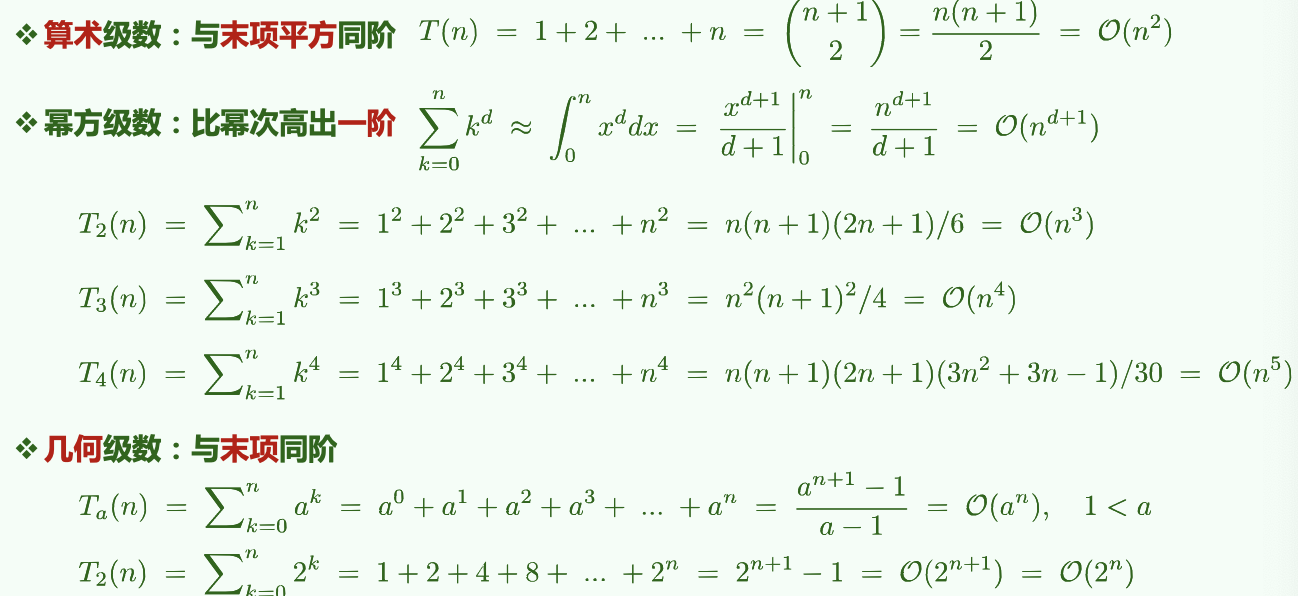 ❖ 算术级数：与末项平方同阶 $T(n) = 1 + 2 + \ldots + n = \binom{n+1}{2} = \frac{n(n+1)}{2} = \mathcal{O}(n^2)$
❖ 幂方级数：比幂次高出一阶 $\sum_{k=0}^{n} k^d \approx \int_0^n x^d dx = \left.\frac{x^{d+1}}{d+1}\right|_0^n = \frac{n^{d+1}}{d+1} = \mathcal{O}(n^{d+1})$
$T_2(n) = \sum_{k=1}^{n} k^2 = 1^2 + 2^2 + 3^2 + \ldots + n^2 = n(n+1)(2n+1)/6 = \mathcal{O}(n^3)$
$T_3(n) = \sum_{k=1}^{n} k^3 = 1^3 + 2^3 + 3^3 + \ldots + n^3 = n^2(n+1)^2/4 = \mathcal{O}(n^4)$
$T_4(n) = \sum_{k=1}^{n} k^4 = 1^4 + 2^4 + 3^4 + \ldots + n^4 = n(n+1)(2n+1)(3n^2+3n-1)/30 = \mathcal{O}(n^5)$
❖ 几何级数：与末项同阶
$T_a(n) = \sum_{k=0}^{n} a^k = a^0 + a^1 + a^2 + a^3 + \ldots + a^n = \frac{a^{n+1}-1}{a-1} = \mathcal{O}(a^n), \quad 1 < a$
$T_2(n) = \sum_{k=0}^{n} 2^k = 1 + 2 + 4 + 8 + \ldots + 2^n = 2^{n+1} - 1 = \mathcal{O}(2^{n+1}) = \mathcal{O}(2^n)$